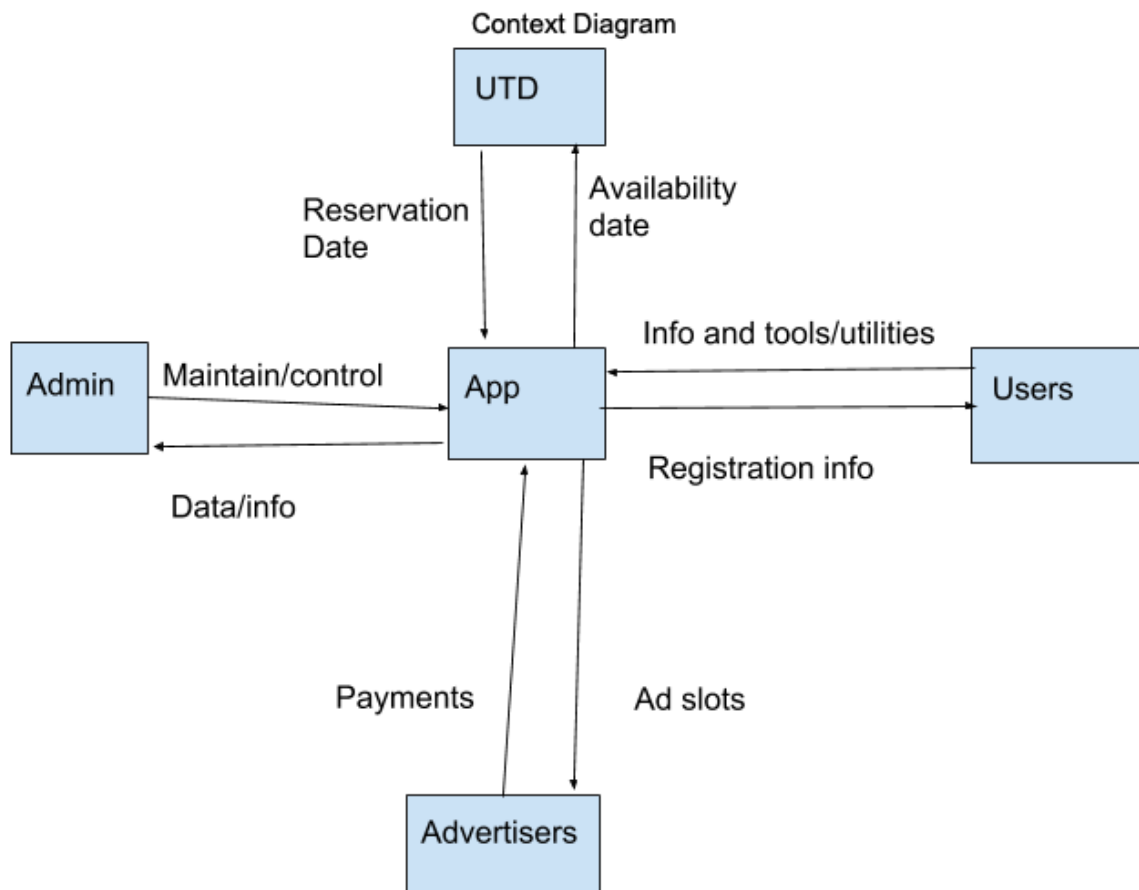 Context Diagram
UTD
Reservation
Date
Availability
date
Info and tools/utilities
Admin
Maintain/control
App
Users
Registration info
Data/info
Payments
Ad slots
Advertisers